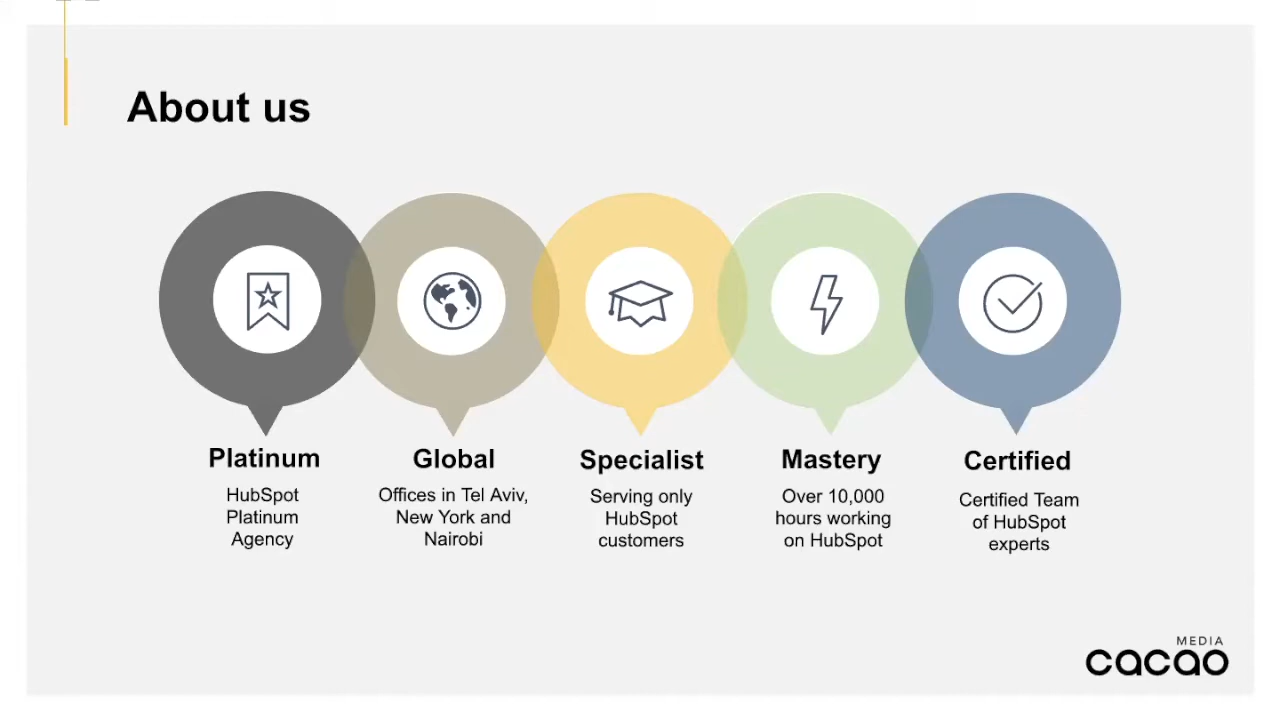 About us
Platinum
HubSpot
Platinum
Agency
Global
Offices in Tel Aviv,
New York and
Nairobi
Specialist
Serving only
HubSpot
customers
Mastery
Over 10,000
hours working
on HubSpot
Certified
Certified Team
of HubSpot
experts
MEDIA
cacao